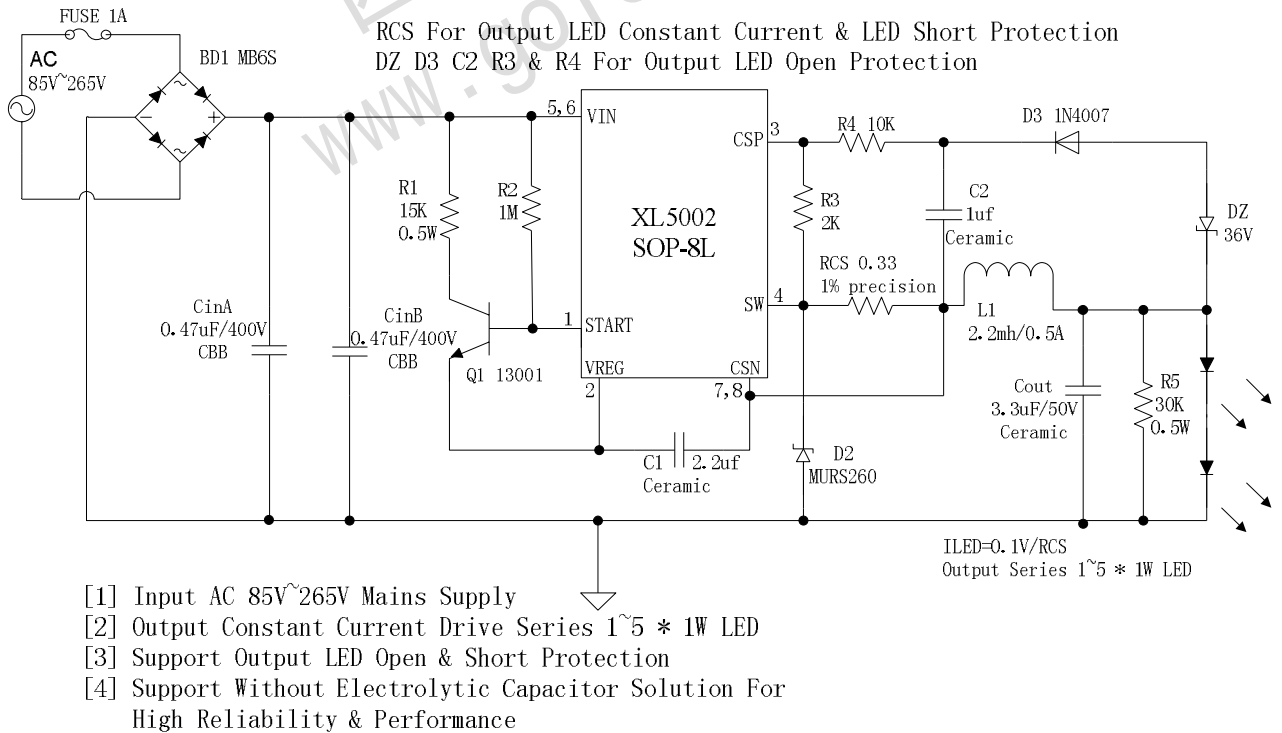 FUSE 1A
AC
85V~265V
BD1 MB6S
RCS For Output LED Constant Current & LED Short Protection
DZ D3 C2 R3 & R4 For Output LED Open Protection
5,6
VIN
CSP
3
R4 10K
D3 1N4007
R1
15K
0.5W
R2
1M
XL5002
SOP-8L
R3
2K
C2
1uf
Ceramic
DZ
36V
RCS 0.33
1% precision
SW
4
L1
2.2mh/0.5A
CinA
0.47uF/400V
CBB
CinB
0.47uF/400V
CBB
1
START
Q1 13001
VREG
2
CSN
7,8
Cout
3.3uF/50V
Ceramic
R5
30K
0.5W
C1
2.2uf
Ceramic
D2
MURS260
ILED=0.1V/RCS
Output Series 1~5 * 1W LED
[1] Input AC 85V~265V Mains Supply
[2] Output Constant Current Drive Series 1~5 * 1W LED
[3] Support Output LED Open & Short Protection
[4] Support Without Electrolytic Capacitor Solution For
High Reliability & Performance